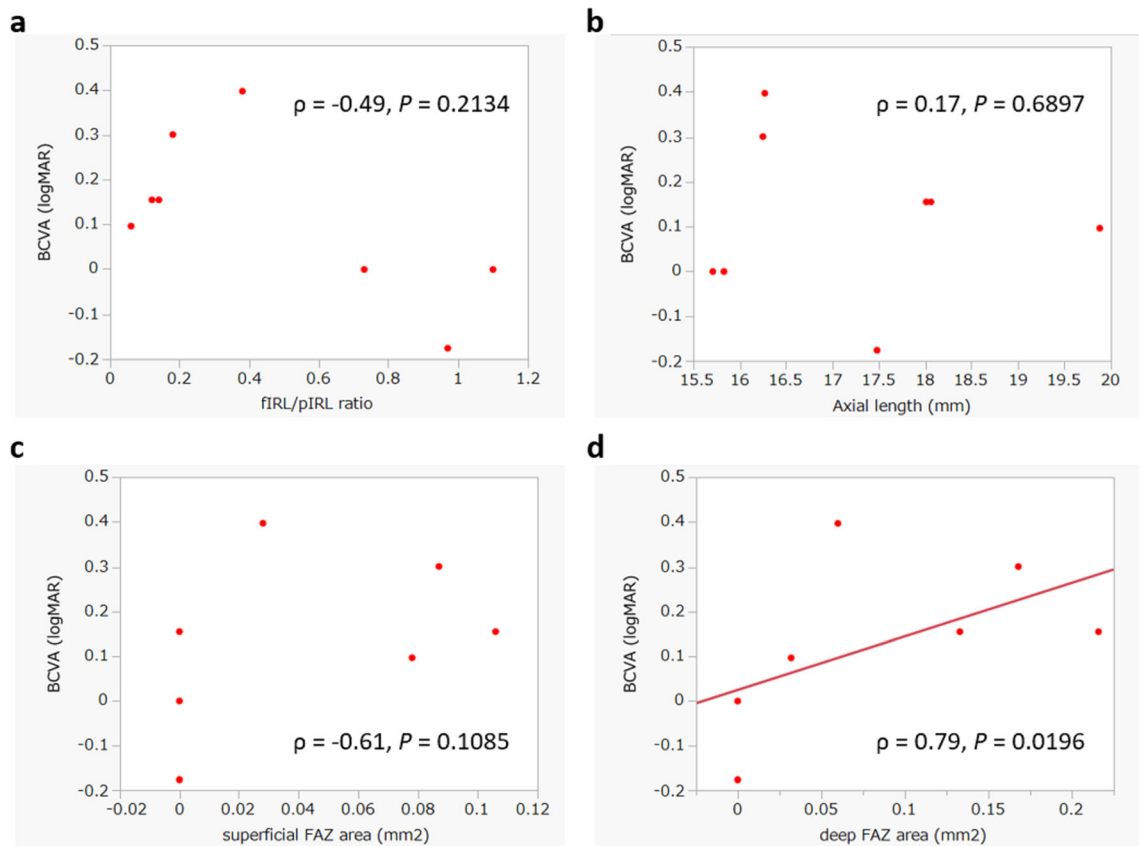 a
0.5
0.4
0.3
0.2
0.1
0
-0.1
-0.2
BCVA (logMAR)
ρ = -0.49, P = 0.2134
0 0.2 0.4 0.6 0.8 1 1.2
fIRL/pIRL ratio
b
0.5
0.4
0.3
0.2
0.1
0
-0.1
-0.2
BCVA (logMAR)
ρ = 0.17, P = 0.6897
15.5 16 16.5 17 17.5 18 18.5 19 19.5 20
Axial length (mm)
c
0.5
0.4
0.3
0.2
0.1
0
-0.1
-0.2
BCVA (logMAR)
ρ = -0.61, P = 0.1085
-0.02 0 0.02 0.04 0.06 0.08 0.1 0.12
superficial FAZ area (mm2)
d
0.5
0.4
0.3
0.2
0.1
0
-0.1
-0.2
BCVA (logMAR)
ρ = 0.79, P = 0.0196
0 0.05 0.1 0.15 0.2
deep FAZ area (mm2)